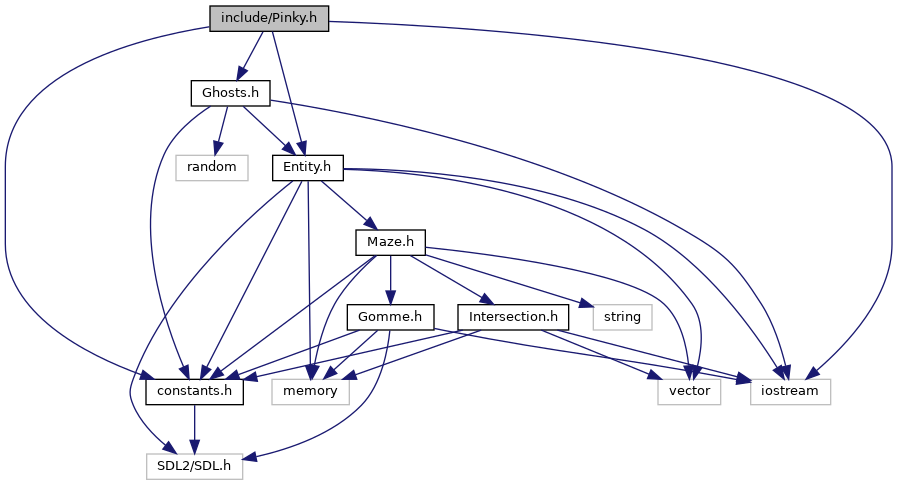 include/Pinky.h
Ghosts.h
random
Entity.h
Maze.h
Gomme.h
Intersection.h
string
constants.h
memory
vector
iostream
SDL2/SDL.h